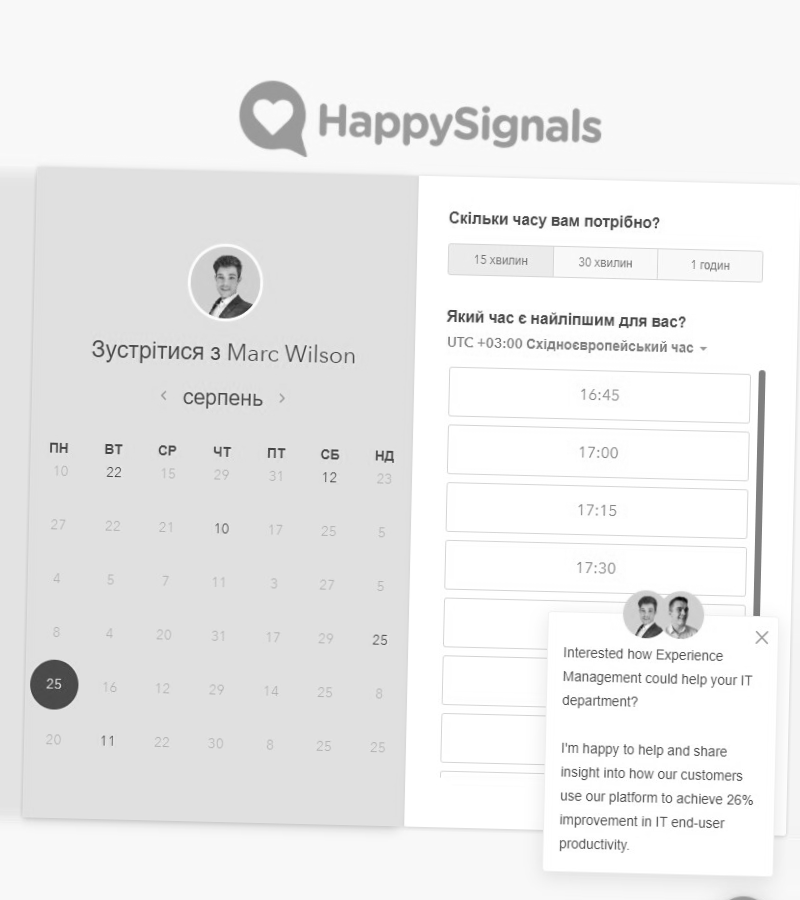 HappySignals
Зустрітися з Marc Wilson
серпень
ПН ВТ СР ЧТ ПТ СБ НД
10 22 15 29 31 12 23
27 22 21 10 17 25 5
4 5 7 11 3 27 5
8 4 20 31 17 29 25
25 16 12 29 14 25 8
20 11 22 30 8 25 25
Скільки часу вам потрібно?
15 хвилин 30 хвилин 1 годин
Який час є найліпшим для вас?
UTC +03:00 Східноєвропейський час
16:45
17:00
17:15
17:30
Interested how Experience
Management could help your IT
department?
I'm happy to help and share
insight into how our customers
use our platform to achieve 26%
improvement in IT end-user
productivity.